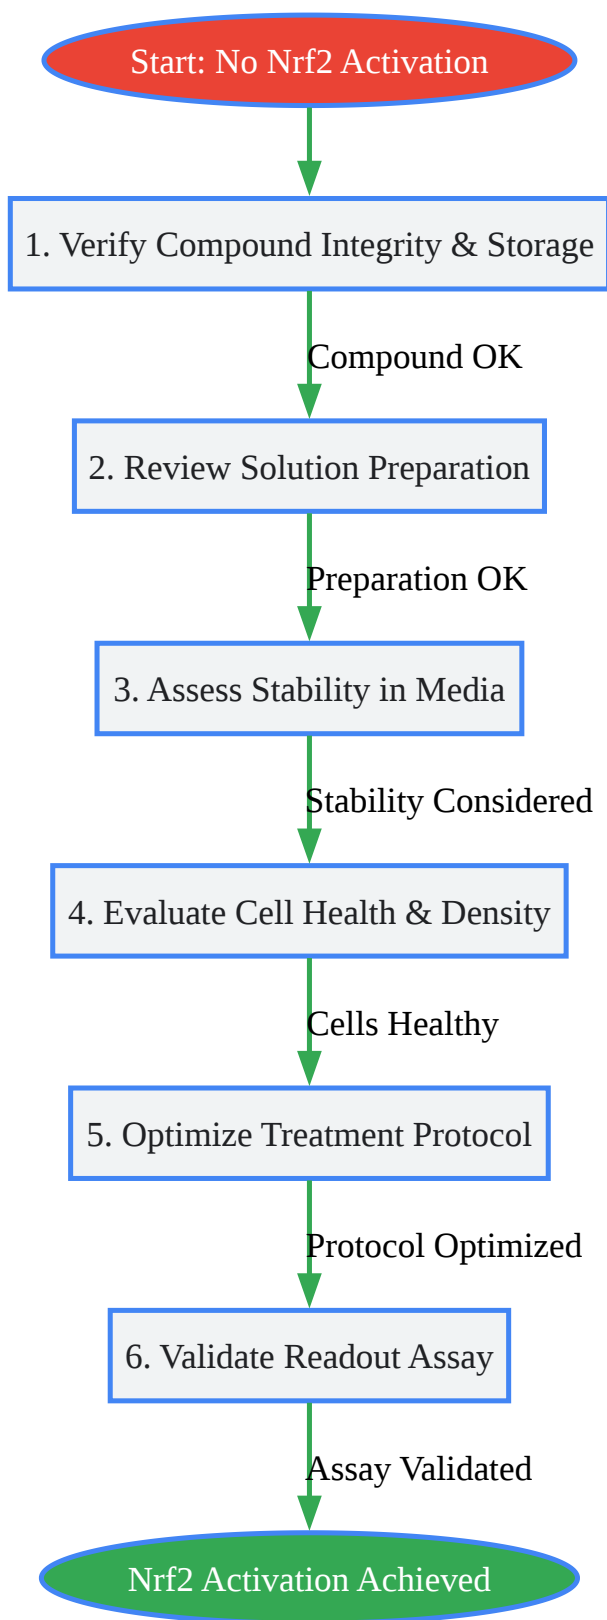 Start: No Nrf2 Activation
1. Verify Compound Integrity & Storage
Compound OK
2. Review Solution Preparation
Preparation OK
3. Assess Stability in Media
Stability Considered
4. Evaluate Cell Health & Density
Cells Healthy
5. Optimize Treatment Protocol
Protocol Optimized
6. Validate Readout Assay
Assay Validated
Nrf2 Activation Achieved